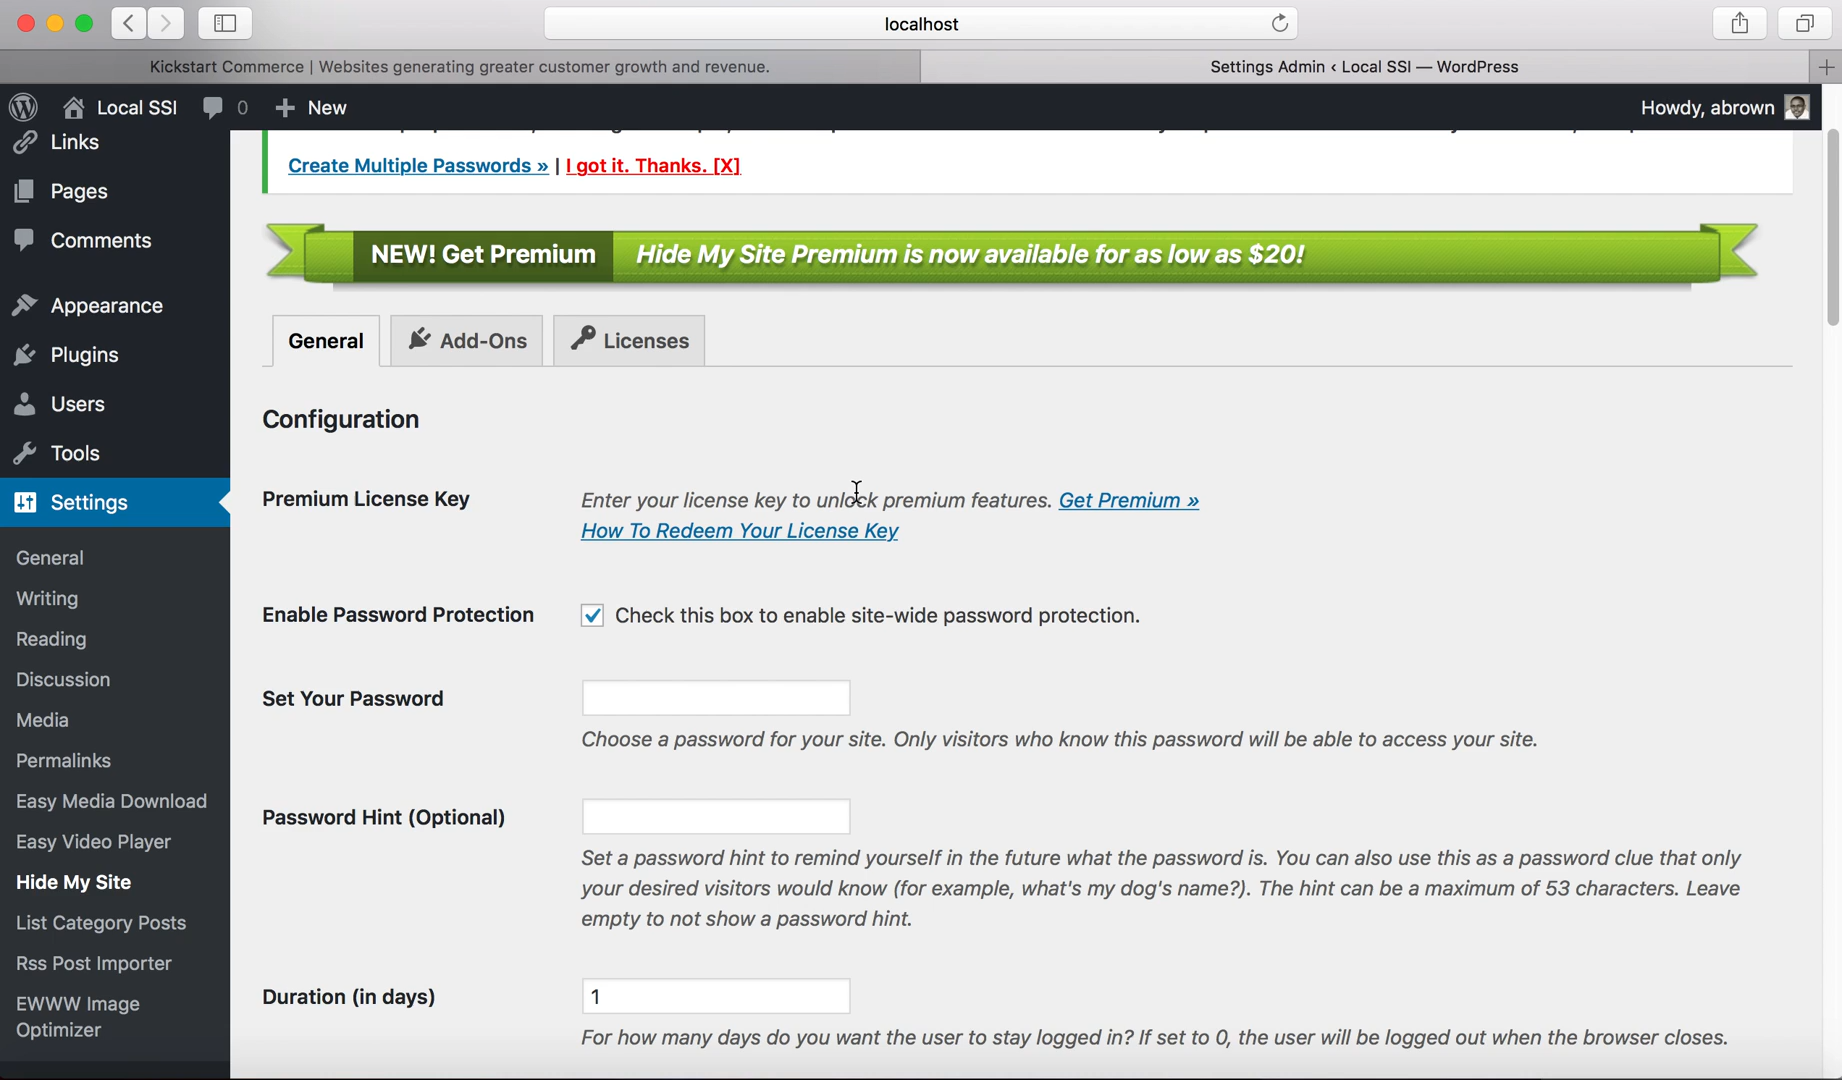 localhost
Kickstart Commerce | Websites generating greater customer growth and revenue.
Settings Admin ‹ Local SSI — WordPress
Local SSI
0
New
Howdy, abrown
Links
Pages
Comments
Appearance
Plugins
Users
Tools
Settings
General
Writing
Reading
Discussion
Media
Permalinks
Easy Media Download
Easy Video Player
Hide My Site
List Category Posts
Rss Post Importer
EWWW Image
Optimizer
Create Multiple Passwords » | I got it. Thanks. [X]
NEW! Get Premium Hide My Site Premium is now available for as low as $20!
General
Add-Ons
Licenses
Configuration
Premium License Key
Enter your license key to unlock premium features. Get Premium »
How To Redeem Your License Key
Enable Password Protection
Check this box to enable site-wide password protection.
Set Your Password
Choose a password for your site. Only visitors who know this password will be able to access your site.
Password Hint (Optional)
Set a password hint to remind yourself in the future what the password is. You can also use this as a password clue that only
your desired visitors would know (for example, what's my dog's name?). The hint can be a maximum of 53 characters. Leave
empty to not show a password hint.
Duration (in days)
1
For how many days do you want the user to stay logged in? If set to 0, the user will be logged out when the browser closes.